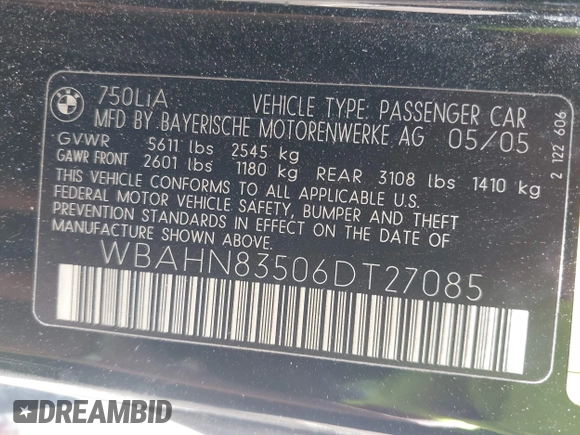 750LiA VEHICLE TYPE: PASSENGER CAR
MFD BY BAYERISCHE MOTORENWERKE AG 05/05
GVWR 5611 lbs 2545 kg
GAWR FRONT 2601 lbs 1180 kg REAR 3108 lbs 1410 kg
THIS VEHICLE CONFORMS TO ALL APPLICABLE U.S.
FEDERAL MOTOR VEHICLE SAFETY, BUMPER AND THEFT
PREVENTION STANDARDS IN EFFECT ON THE DATE OF
MANUFACTURE SHOWN ABOVE.
WBAHN83506DT27085
2 122 606
DREAMBID